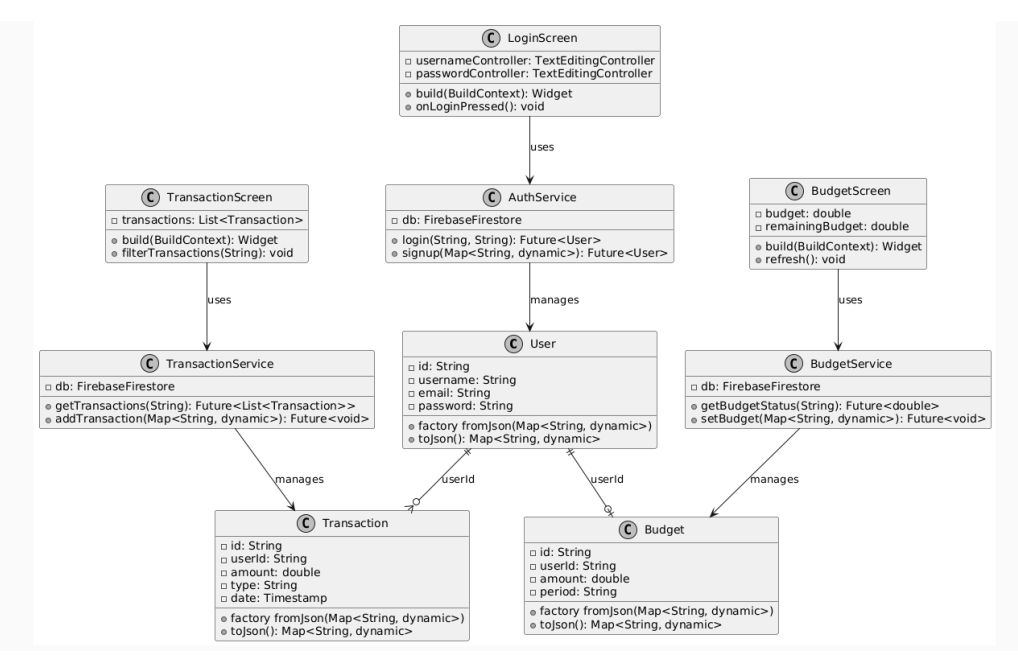 C LoginScreen
usernameController: TextEditingController
passwordController: TextEditingController
build(BuildContext): Widget
onLoginPressed(): void
uses
C TransactionScreen
transactions: List<Transaction>
build(BuildContext): Widget
filterTransactions(String): void
C AuthService
db: FirebaseFirestore
login(String, String): Future<User>
signup(Map<String, dynamic>): Future<User>
C BudgetScreen
budget: double
remainingBudget: double
build(BuildContext): Widget
refresh(): void
uses
manages
uses
C TransactionService
db: FirebaseFirestore
getTransactions(String): Future<List<Transaction>>
addTransaction(Map<String, dynamic>): Future<void>
C User
id: String
username: String
email: String
password: String
factory fromJson(Map<String, dynamic>)
toJson(): Map<String, dynamic>
C BudgetService
db: FirebaseFirestore
getBudgetStatus(String): Future<double>
setBudget(Map<String, dynamic>): Future<void>
manages
userId
userId
manages
C Transaction
id: String
userId: String
amount: double
type: String
date: Timestamp
factory fromJson(Map<String, dynamic>)
toJson(): Map<String, dynamic>
C Budget
id: String
userId: String
amount: double
period: String
factory fromJson(Map<String, dynamic>)
toJson(): Map<String, dynamic>